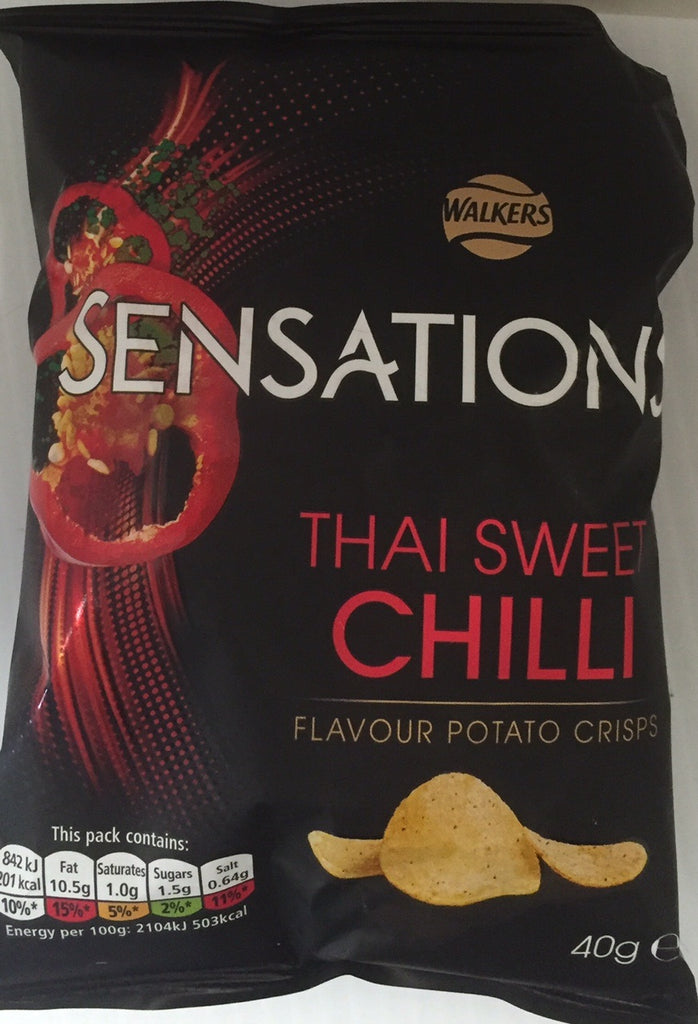 WALKERS
SENSATIONS
THAI SWEET
CHILLI
FLAVOUR POTATO CRISPS
This pack contains:
842 kJ
201 kcal
10%*
Fat
10.5g
15%*
Saturates
1.0g
5%*
Sugars
1.5g
2%*
Salt
0.64g
11%*
Energy per 100g: 2104kJ 503kcal
40g ℮